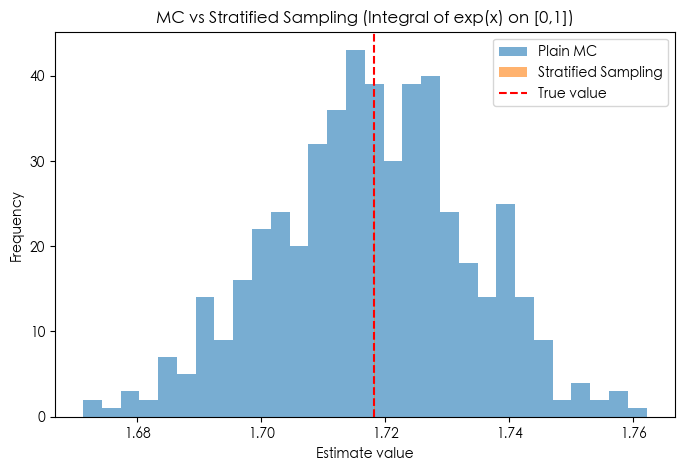 MC vs Stratified Sampling (Integral of exp(x) on [0,1])
Plain MC
Stratified Sampling
True value
Frequency
40
30
20
10
0
1.68 1.70 1.72 1.74 1.76
Estimate value